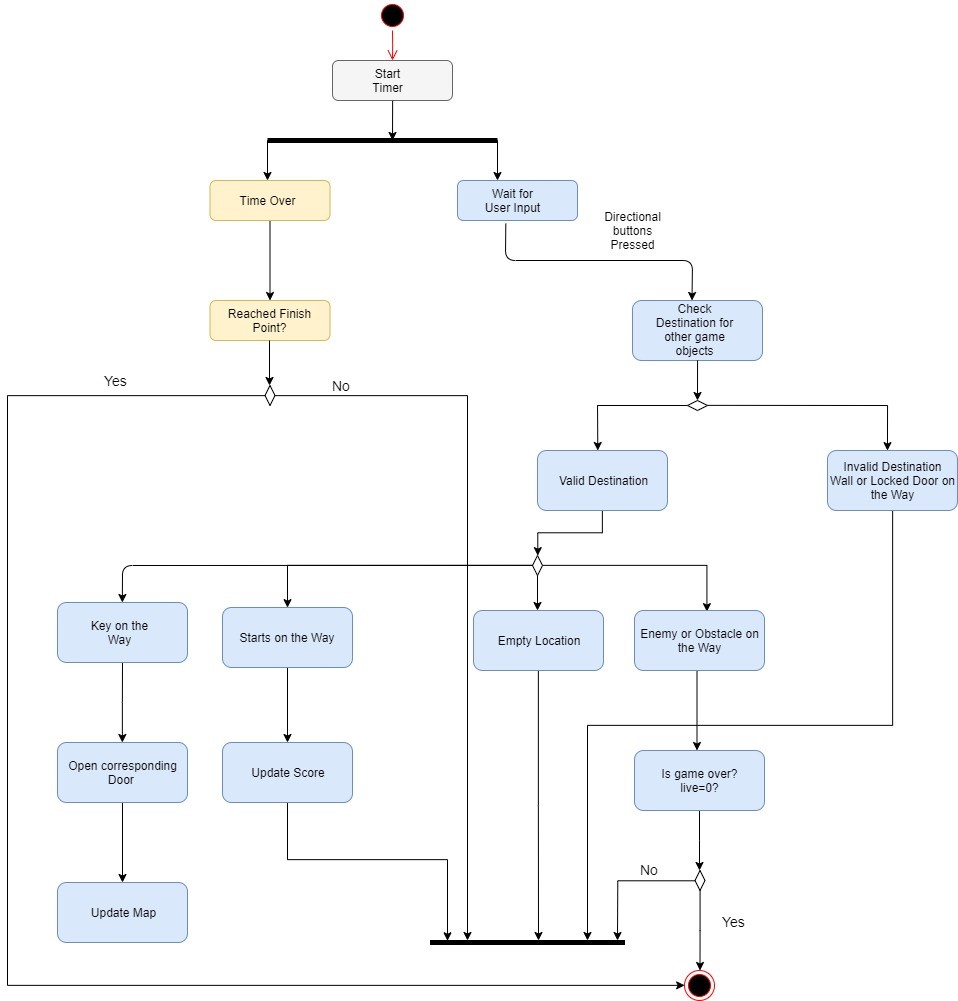 Start
Timer
Time Over
Wait for
User Input
Directional
buttons
Pressed
Reached Finish
Point?
Check
Destination for
other game
objects
Yes
No
Valid Destination
Invalid Destination
Wall or Locked Door on
the Way
Key on the
Way
Starts on the Way
Empty Location
Enemy or Obstacle on
the Way
Open corresponding
Door
Update Score
Is game over?
live=0?
No
Update Map
Yes